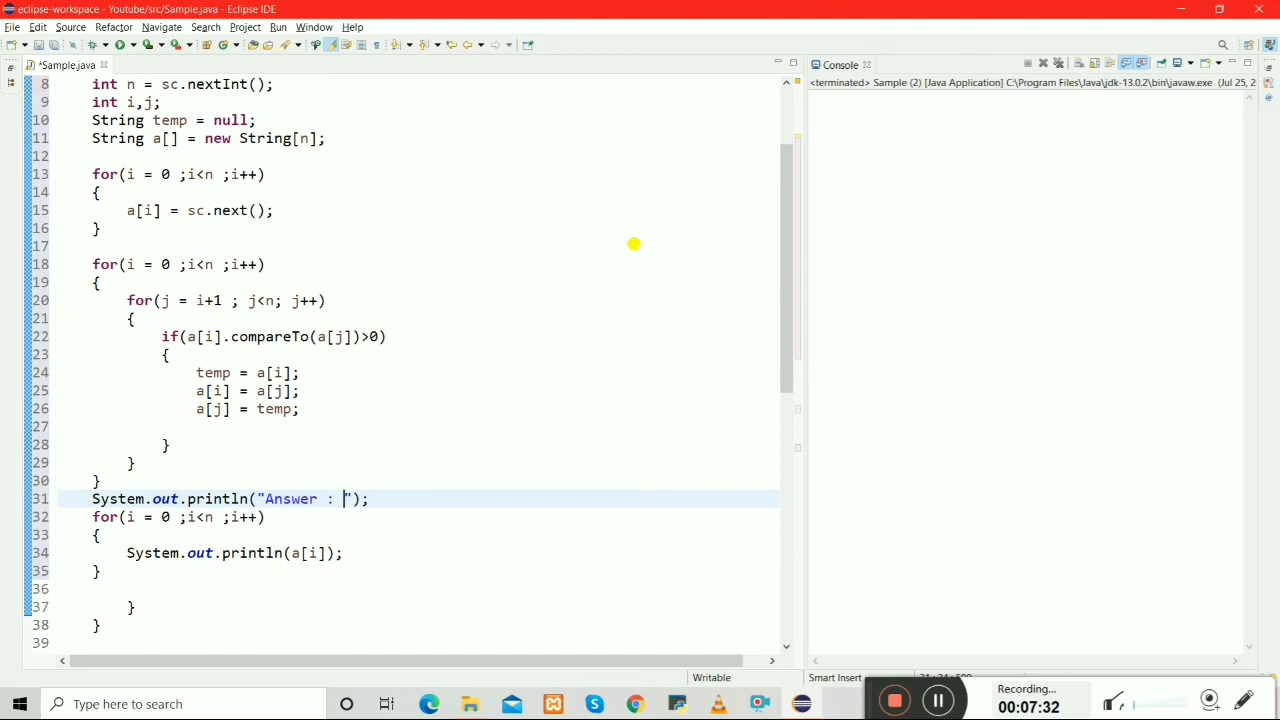 eclipse-workspace - Youtube/src/Sample.java - Eclipse IDE
File Edit Source Refactor Navigate Search Project Run Window Help
*Sample.java
Console
<terminated> Sample (2) [Java Application] C:\Program Files\Java\jdk-13.0.2\bin\javaw.exe (Jul 25, 2
8 int n = sc.nextInt();
9 int i,j;
10 String temp = null;
11 String a[] = new String[n];
12
13 for(i = 0 ;i<n ;i++)
14 {
15 a[i] = sc.next();
16 }
17
18 for(i = 0 ;i<n ;i++)
19 {
20 for(j = i+1 ; j<n; j++)
21 {
22 if(a[i].compareTo(a[j])>0)
23 {
24 temp = a[i];
25 a[i] = a[j];
26 a[j] = temp;
27
28 }
29 }
30 }
31 System.out.println("Answer : ");
32 for(i = 0 ;i<n ;i++)
33 {
34 System.out.println(a[i]);
35 }
36
37 }
38 }
39
Writable
Smart Insert
Type here to search
Recording...
00:07:32